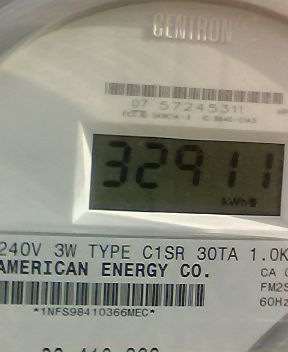 CENTRON
07 57245311
32911
kWh
240V 3W TYPE C1SR 30TA 1.0K
AMERICAN ENERGY CO.
CA
FM2S
60Hz
*1NFS98410366MEC*